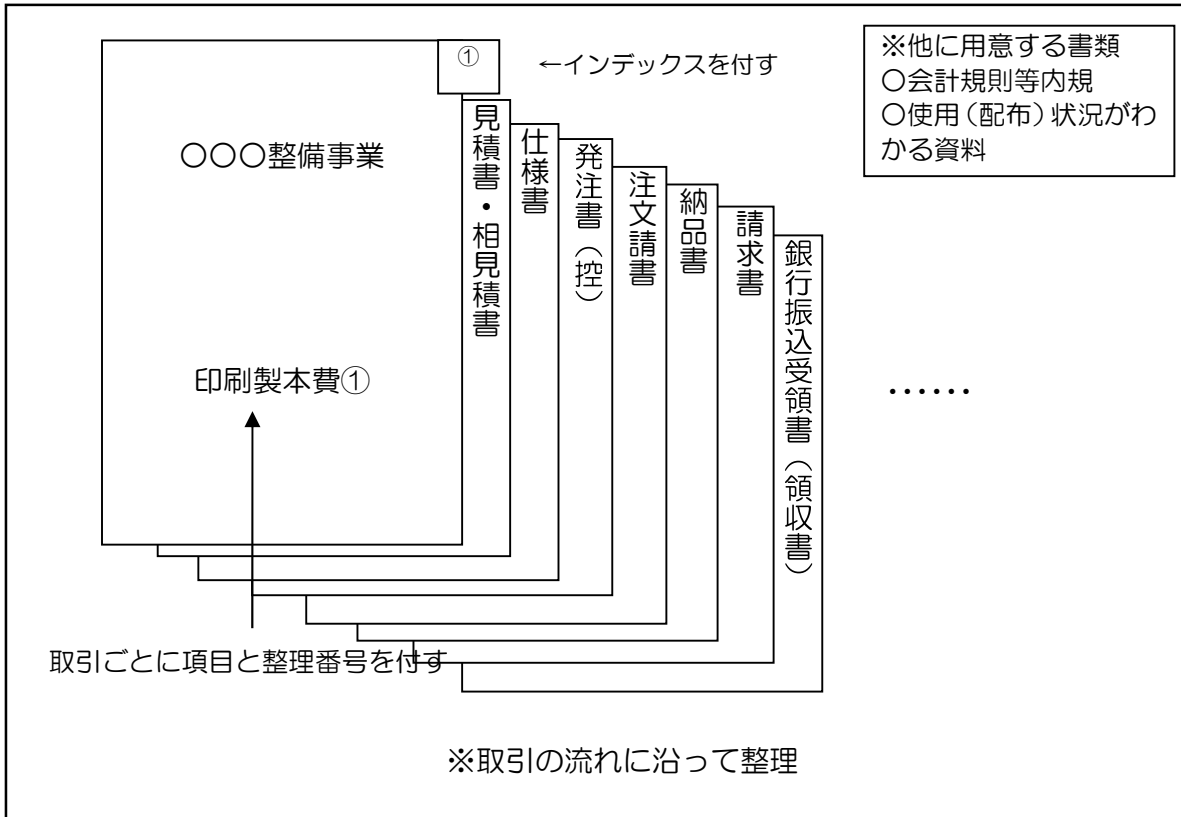 ①
←インデックスを付す
※他に用意する書類
〇会計規則等内規
〇使用（配布）状況がわ
かる資料
〇〇〇整備事業
印刷製本費①
見積書・相見積書
仕様書
発注書（控）
注文請書
納品書
請求書
銀行振込受領書（領収書）
……
取引ごとに項目と整理番号を付す
※取引の流れに沿って整理